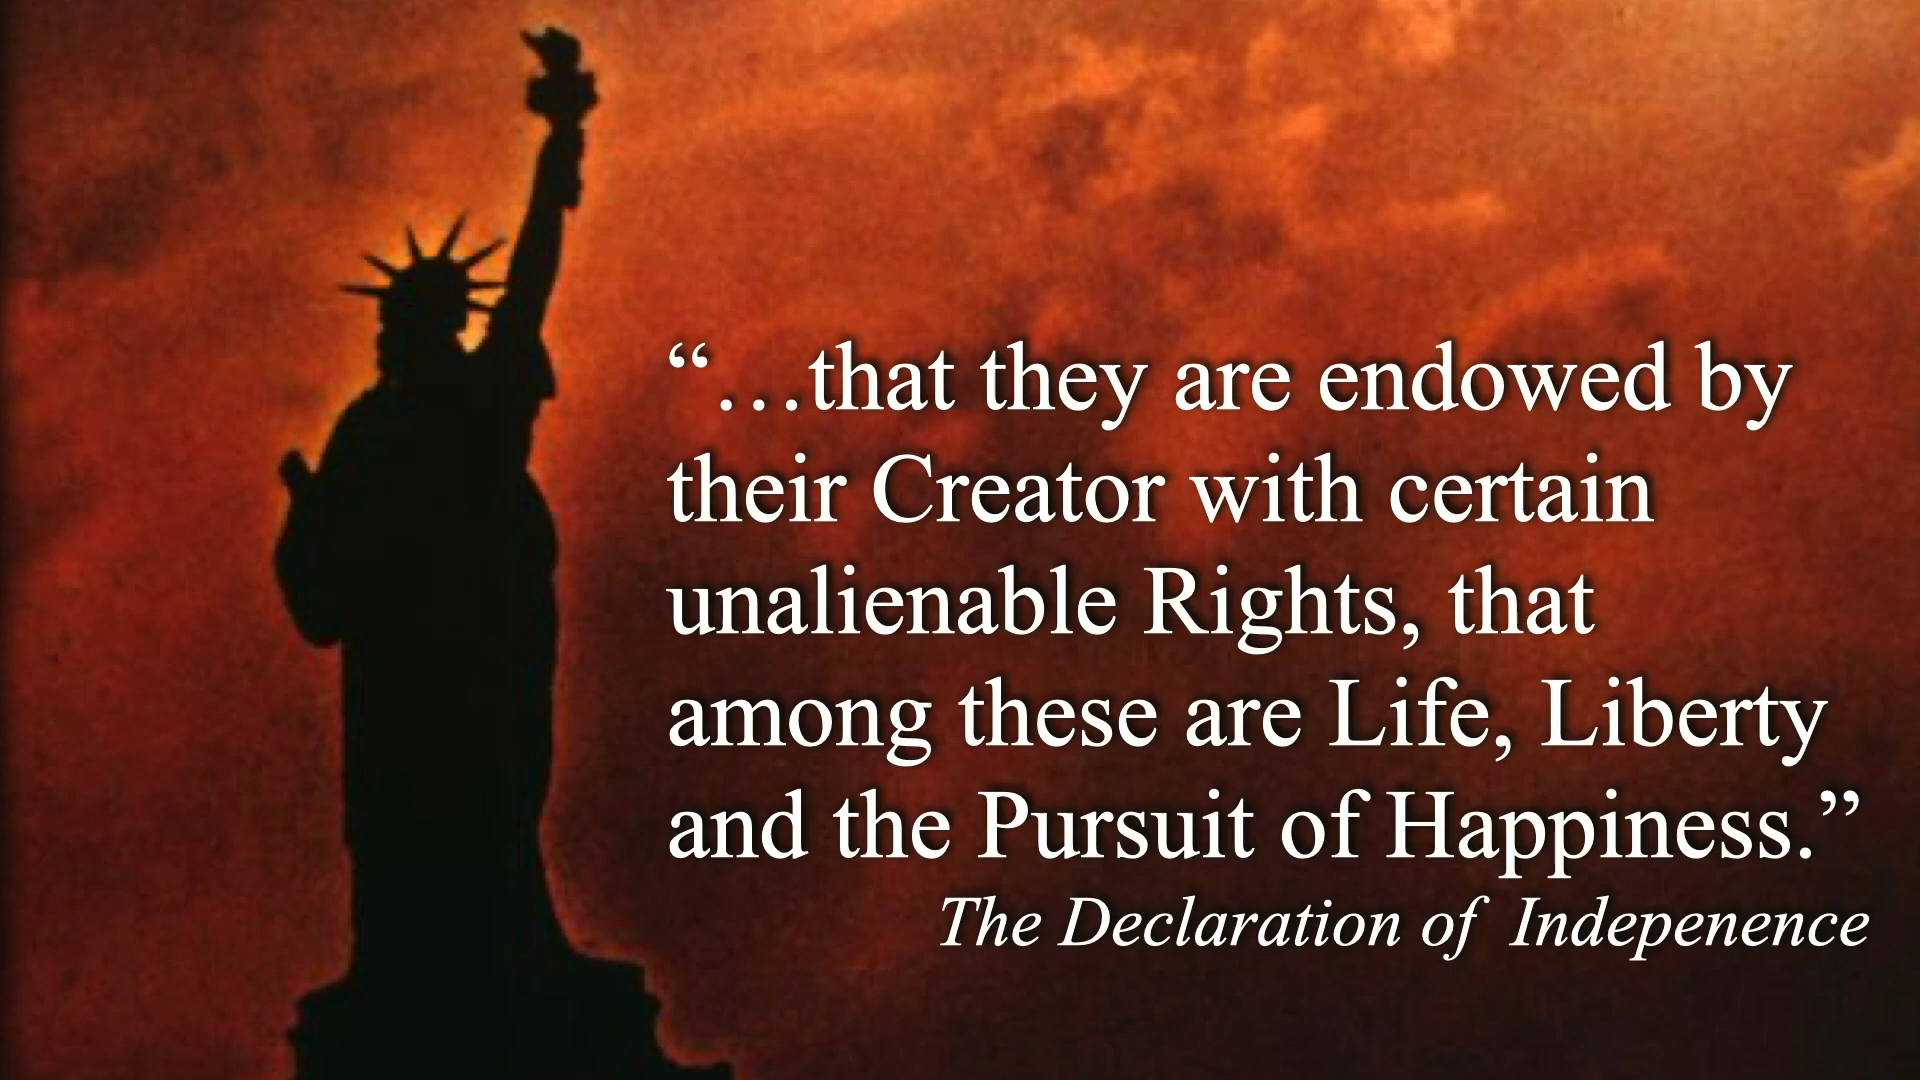 “…that they are endowed by
their Creator with certain
unalienable Rights, that
among these are Life, Liberty
and the Pursuit of Happiness.”
The Declaration of  Indepenence